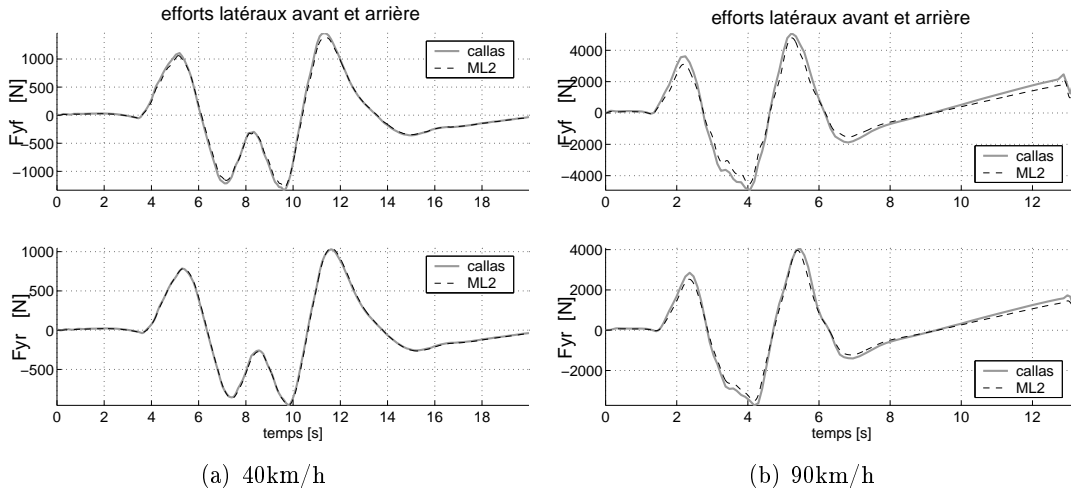 efforts latéraux avant et arrière
1000
500
0
−500
−1000
Fyf [N]
callas
ML2
0 2 4 6 8 10 12 14 16 18
1000
500
0
−500
Fyr [N]
callas
ML2
0 2 4 6 8 10 12 14 16 18
temps [s]
(a) 40km/h
efforts latéraux avant et arrière
4000
2000
0
−2000
−4000
Fyf [N]
callas
ML2
0 2 4 6 8 10 12
4000
2000
0
−2000
Fyr [N]
callas
ML2
0 2 4 6 8 10 12
temps [s]
(b) 90km/h